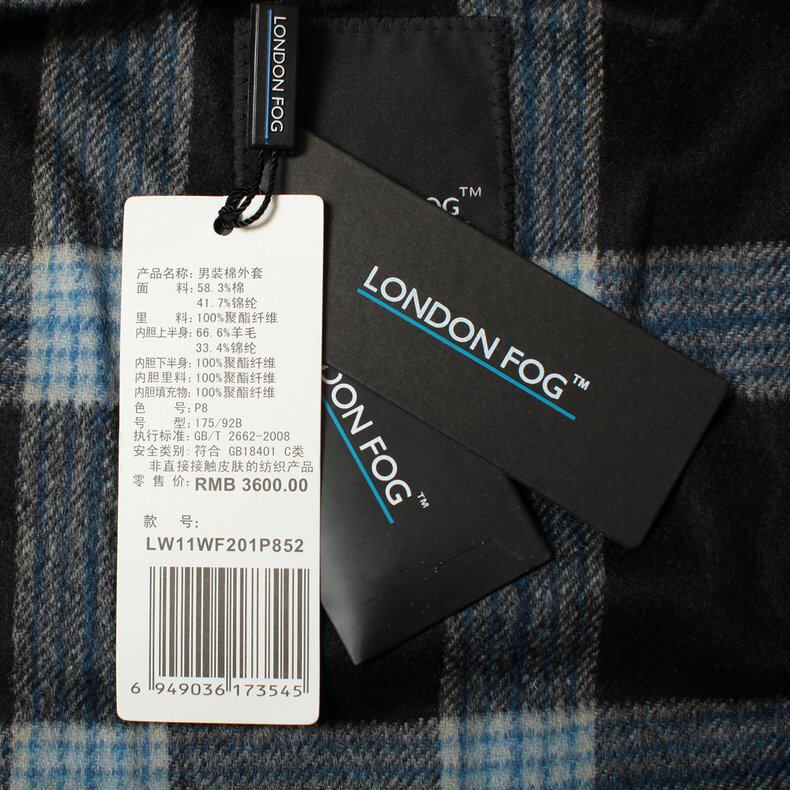 LONDON FOG
OG™
LONDON FOG™
DON FOG™
产品名称: 男装棉外套
面 料: 58.3%棉
41.7%锦纶
里 料: 100%聚酯纤维
内胆上半身: 66.6%羊毛
33.4%锦纶
内胆下半身: 100%聚酯纤维
内胆里料: 100%聚酯纤维
内胆填充物: 100%聚酯纤维
色 号: P8
号 型: 175/92B
执行标准: GB/T 2662-2008
安全类别: 符合 GB18401 C类
非直接接触皮肤的纺织产品
零 售 价: RMB 3600.00
款 号:
LW11WF201P852
6 949036 173545